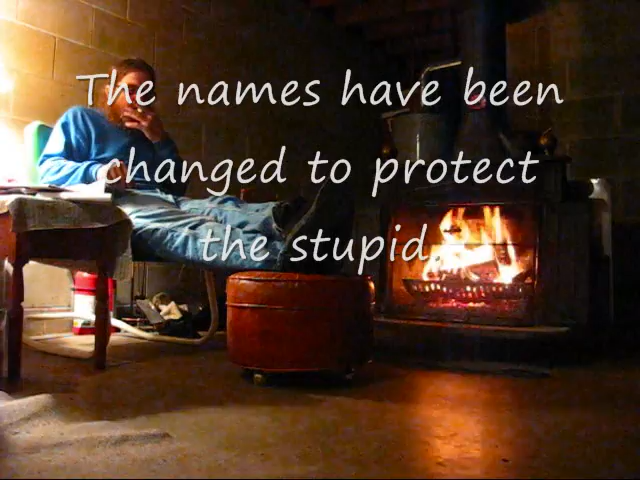 The names have been
changed to protect
the stupid.